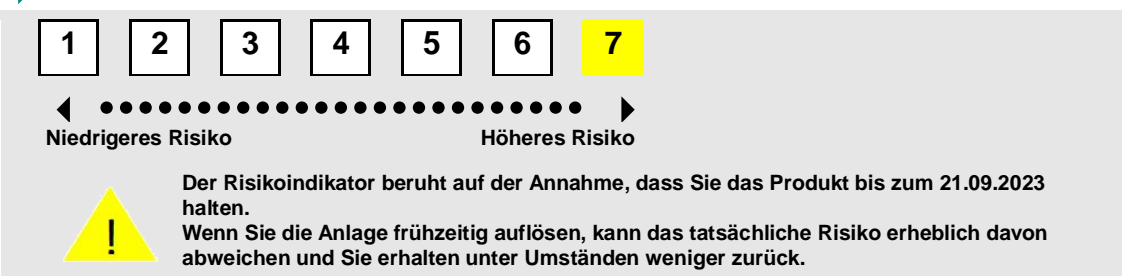 1 2 3 4 5 6 7
Niedrigeres Risiko Höheres Risiko
Der Risikoindikator beruht auf der Annahme, dass Sie das Produkt bis zum 21.09.2023
halten.
Wenn Sie die Anlage frühzeitig auflösen, kann das tatsächliche Risiko erheblich davon
abweichen und Sie erhalten unter Umständen weniger zurück.
!